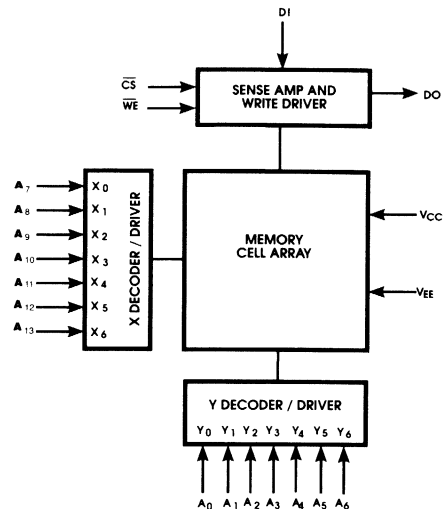 DI
C̅S̅
W̅E̅
SENSE AMP AND
WRITE DRIVER
DO
A7
A8
A9
A10
A11
A12
A13
X0
X1
X2
X3
X4
X5
X6
X DECODER / DRIVER
MEMORY
CELL ARRAY
VCC
VEE
Y DECODER / DRIVER
Y0 Y1 Y2 Y3 Y4 Y5 Y6
A0 A1 A2 A3 A4 A5 A6